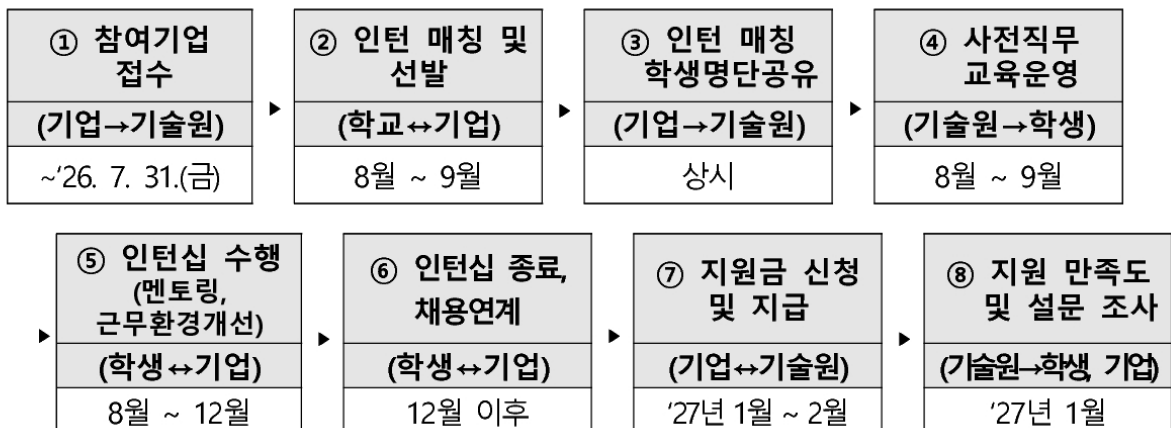 ① 참여기업
접수
(기업→기술원)
~'26. 7. 31.(금)
▶
② 인턴 매칭 및
선발
(학교↔기업)
8월 ~ 9월
▶
③ 인턴 매칭
학생명단공유
(기업→기술원)
상시
▶
④ 사전직무
교육운영
(기술원→학생)
8월 ~ 9월
▶
⑤ 인턴십 수행
(멘토링,
근무환경개선)
(학생↔기업)
8월 ~ 12월
▶
⑥ 인턴십 종료,
채용연계
(학생↔기업)
12월 이후
▶
⑦ 지원금 신청
및 지급
(기업↔기술원)
'27년 1월 ~ 2월
▶
⑧ 지원 만족도
및 설문 조사
(기술원→학생, 기업)
'27년 1월